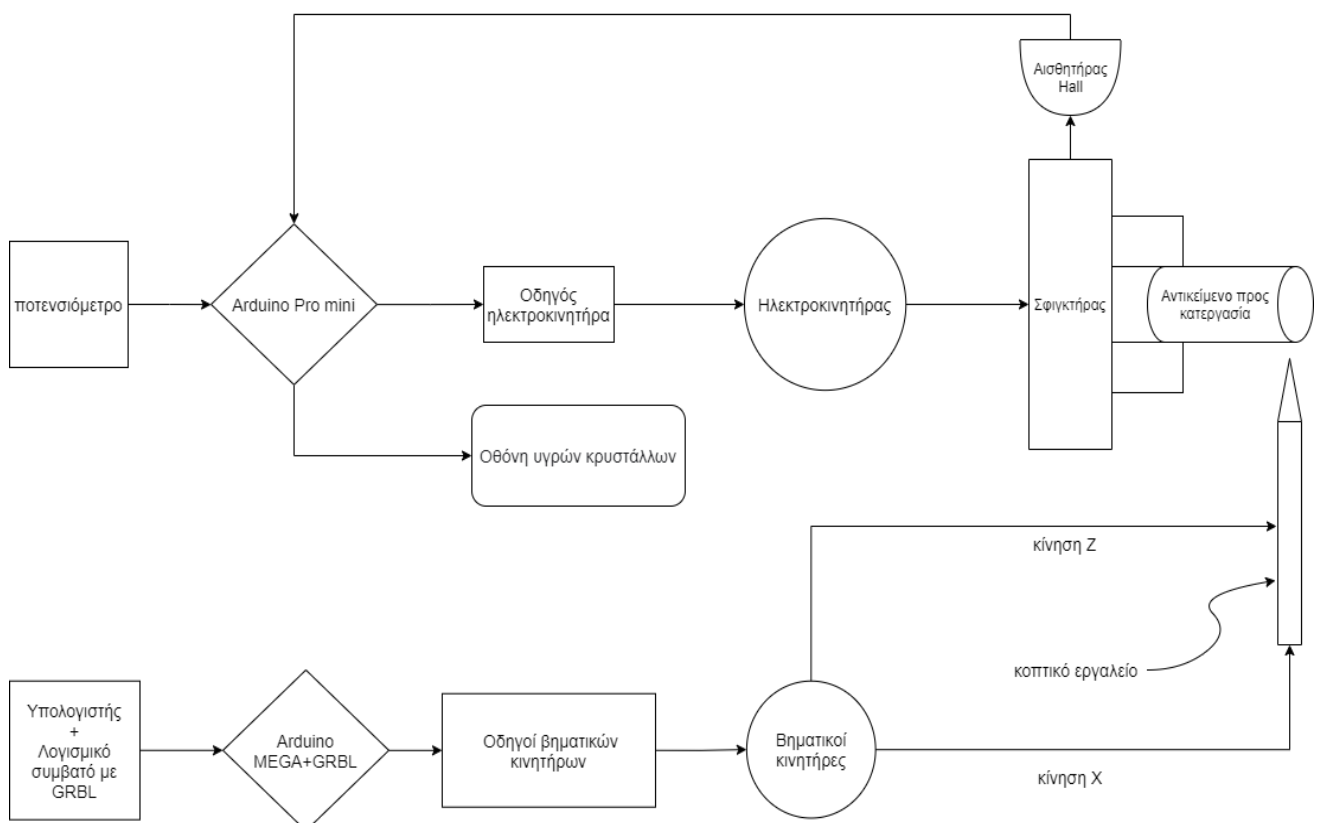 Αισθητήρας
Hall
ποτενσιόμετρο
Arduino Pro mini
Οδηγός
ηλεκτροκινητήρα
Ηλεκτροκινητήρας
Σφιγκτήρας
Αντικείμενο προς
κατεργασία
Οθόνη υγρών κρυστάλλων
κίνηση Z
κοπτικό εργαλείο
Υπολογιστής
+
Λογισμικό
συμβατό με
GRBL
Arduino
MEGA+GRBL
Οδηγοί βηματικών
κινητήρων
Βηματικοί
κινητήρες
κίνηση X